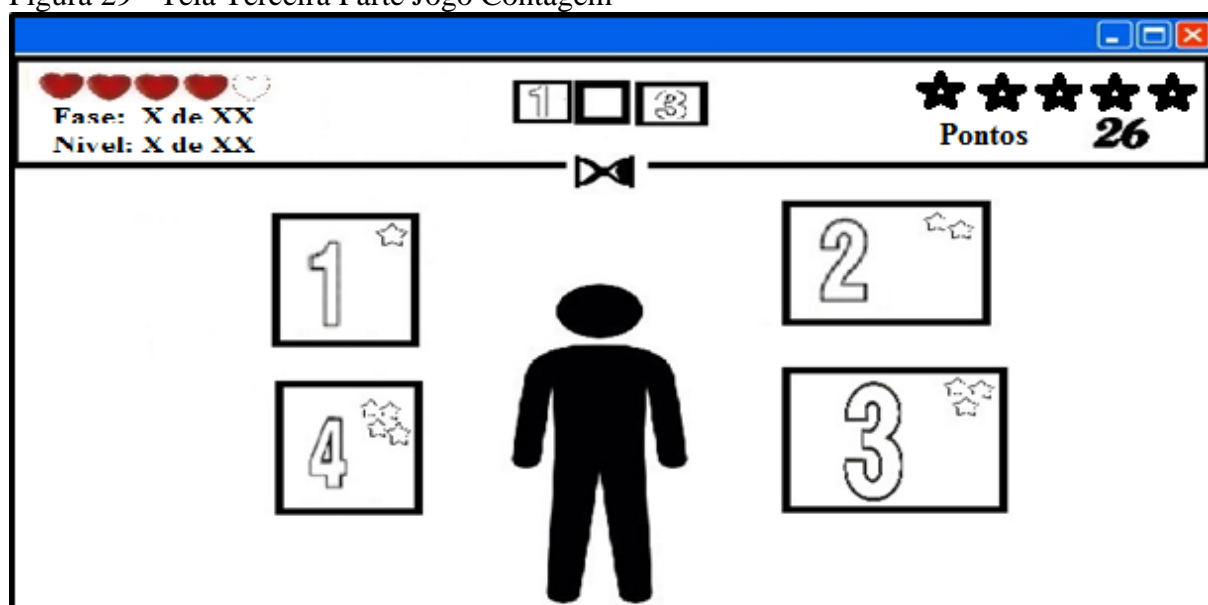 Figura 29 - Tela Terceira Parte Jogo Contagem
Fase: X de XX
Nivel: X de XX
1 3
Pontos 26
1
2
4
3